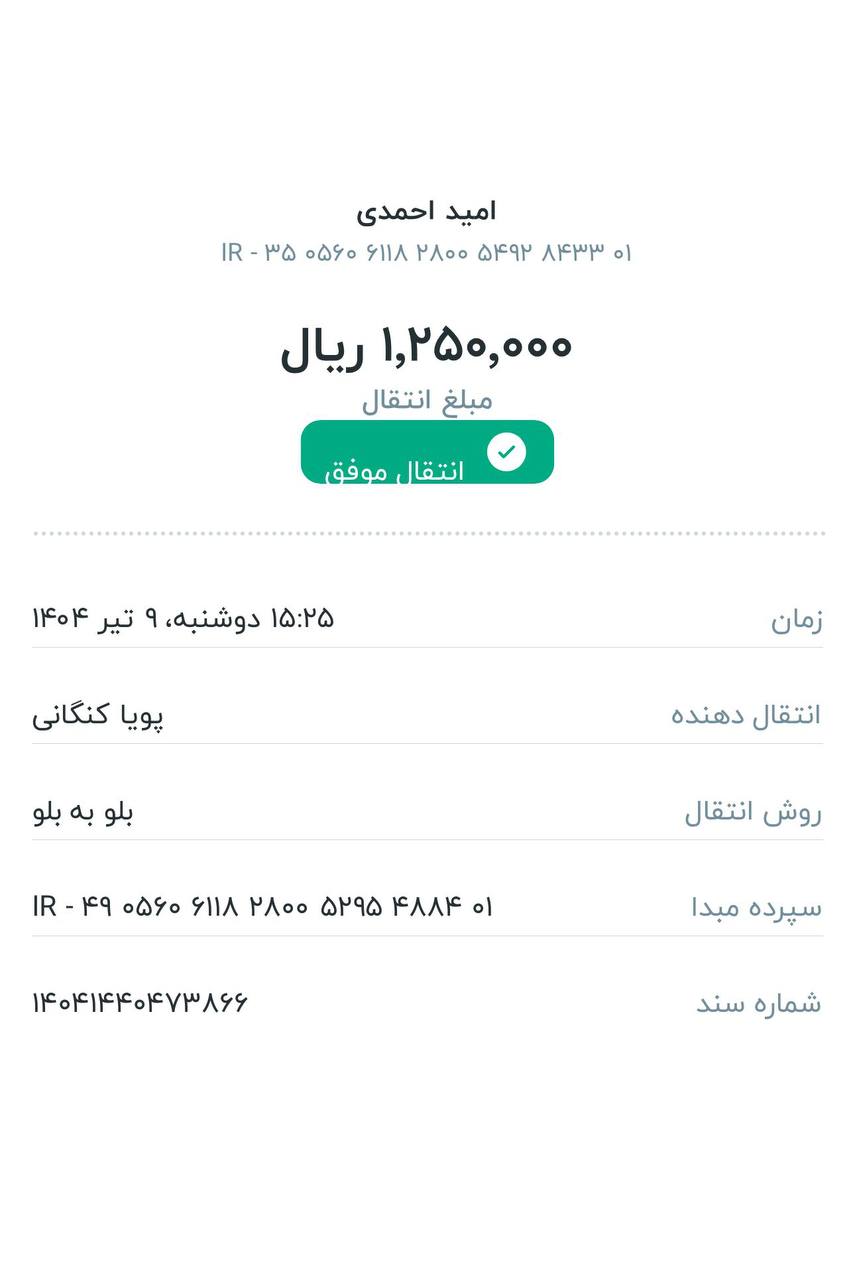 امید احمدی
IR - ۳۵ ۰۵۶۰ ۶۱۱۸ ۲۸۰۰ ۵۴۹۲ ۸۴۳۳ ۰۱
۱,۲۵۰,۰۰۰ ریال
مبلغ انتقال
انتقال موفق
زمان ۱۵:۲۵ دوشنبه، ۹ تیر ۱۴۰۴
انتقال دهنده پویا کنگانی
روش انتقال بلو به بلو
سپرده مبدا IR - ۴۹ ۰۵۶۰ ۶۱۱۸ ۲۸۰۰ ۵۲۹۵ ۴۸۸۴ ۰۱
شماره سند ۱۴۰۴۱۴۴۰۴۷۳۸۶۶